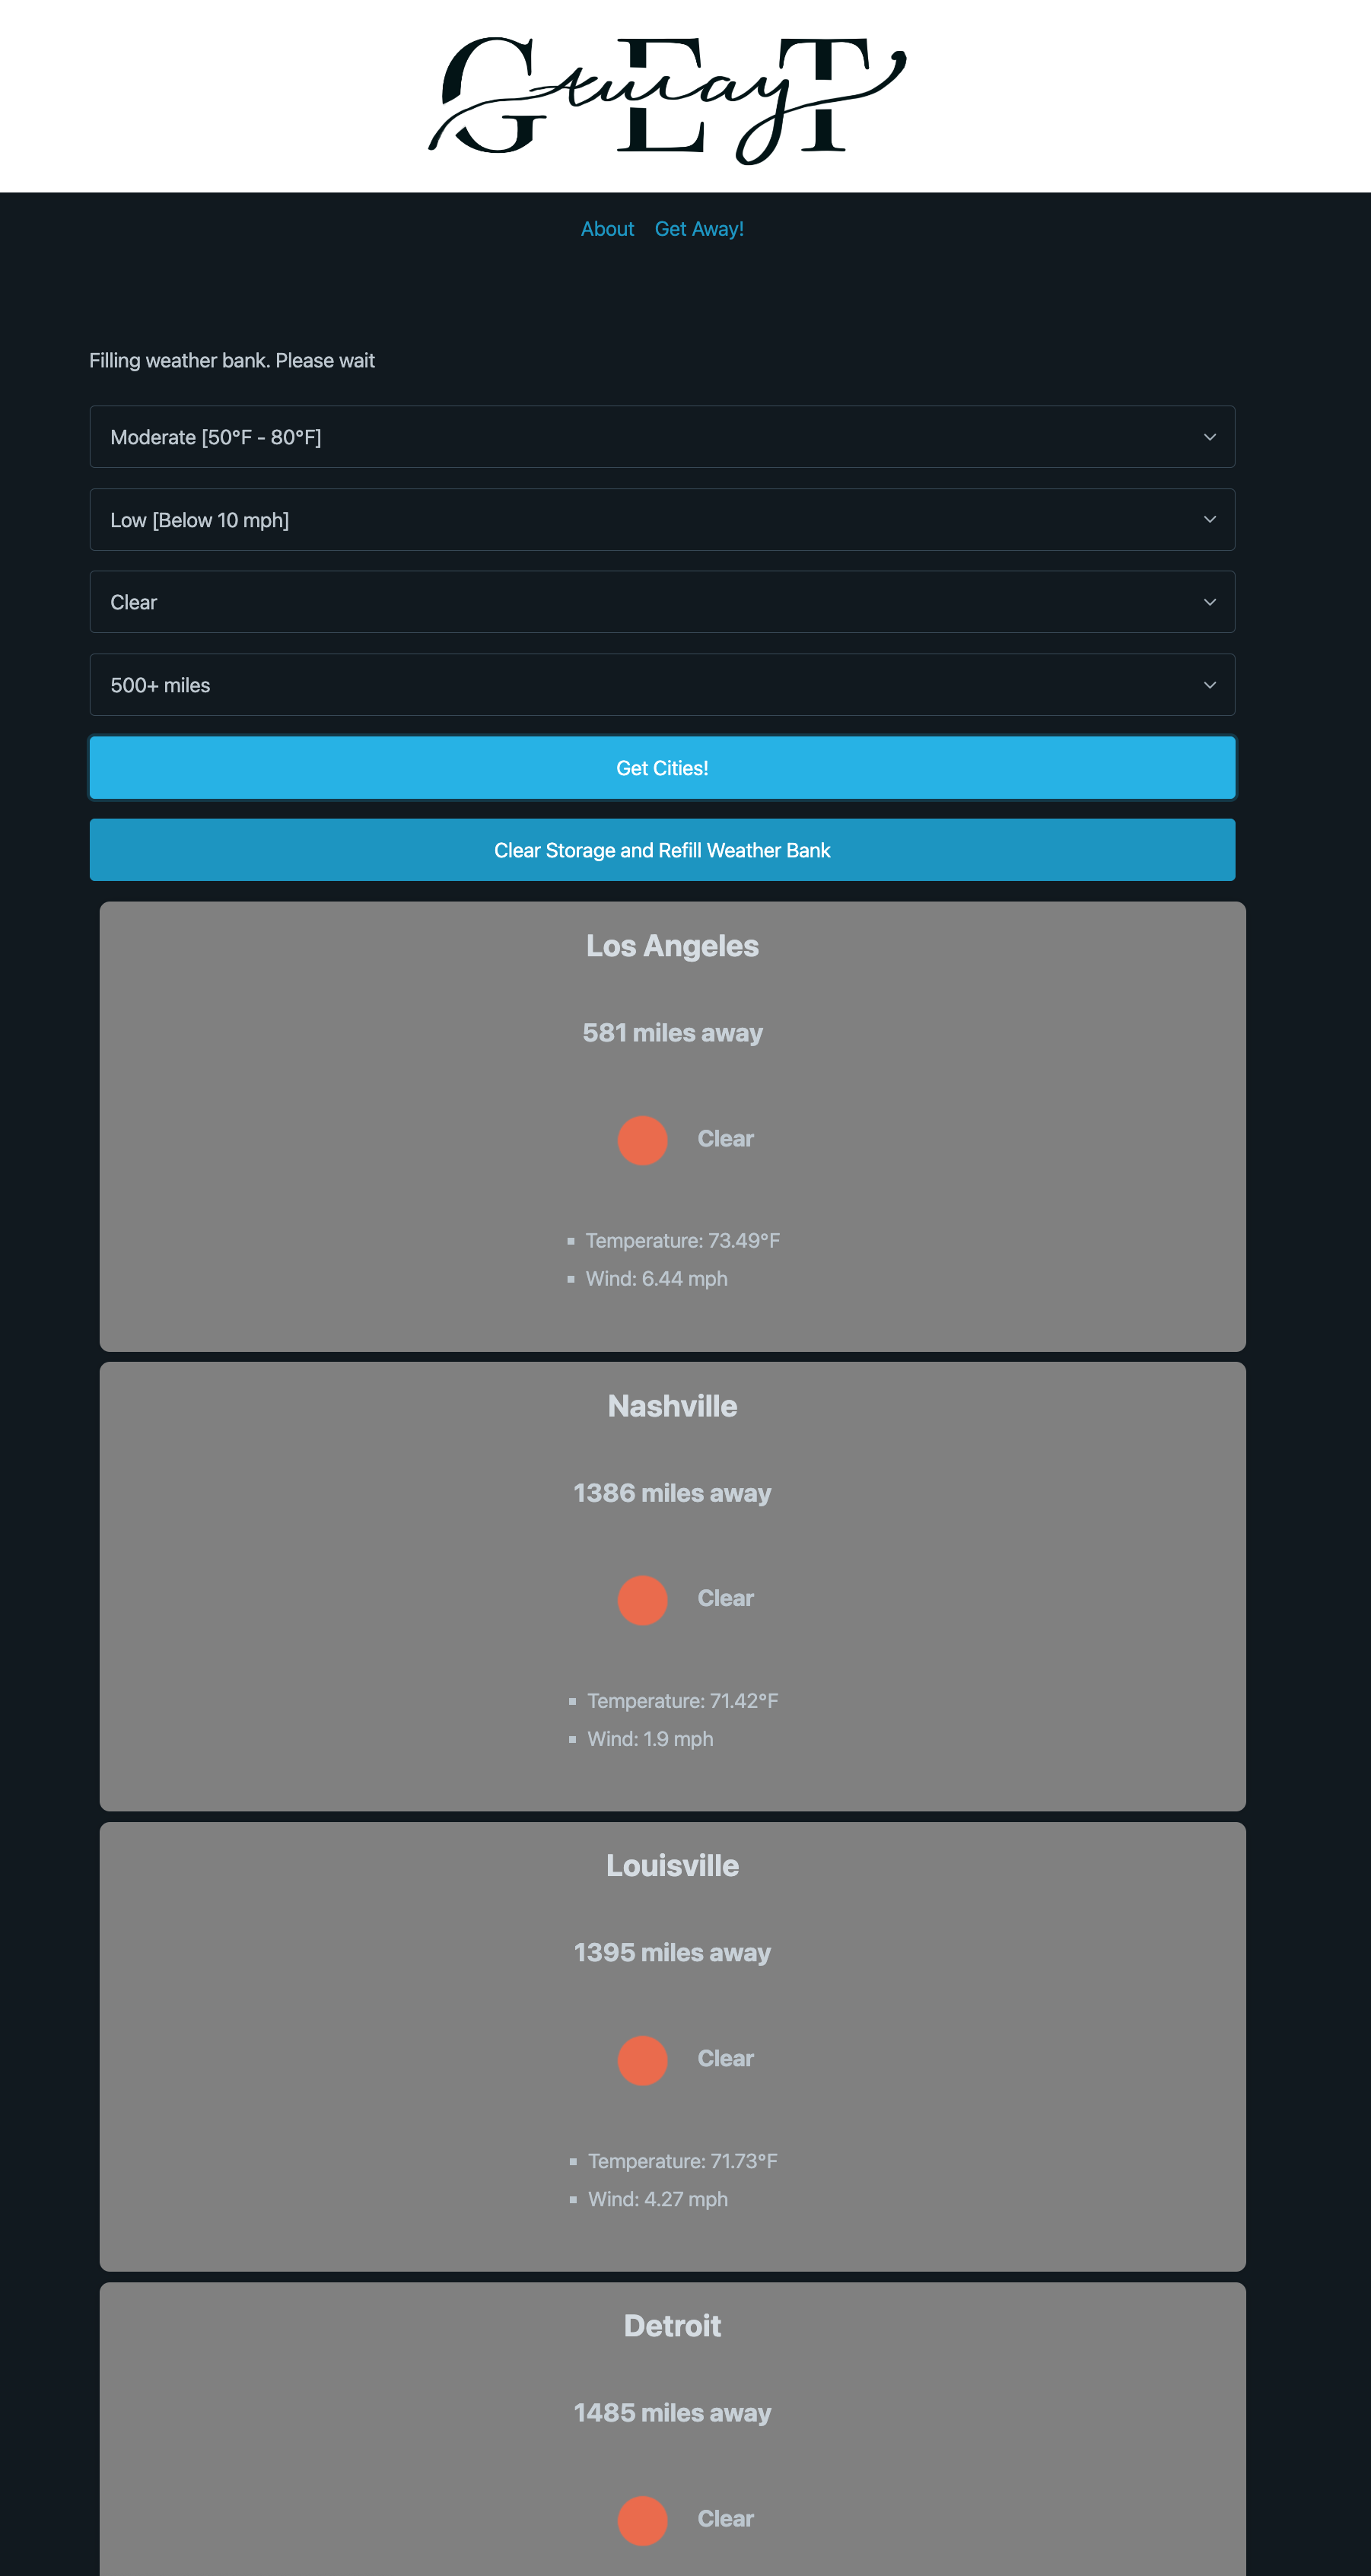 GET
Away
About Get Away!
Filling weather bank. Please wait
Moderate [50°F - 80°F]
Low [Below 10 mph]
Clear
500+ miles
Get Cities!
Clear Storage and Refill Weather Bank
Los Angeles
581 miles away
Clear
Temperature: 73.49°F
Wind: 6.44 mph
Nashville
1386 miles away
Clear
Temperature: 71.42°F
Wind: 1.9 mph
Louisville
1395 miles away
Clear
Temperature: 71.73°F
Wind: 4.27 mph
Detroit
1485 miles away
Clear